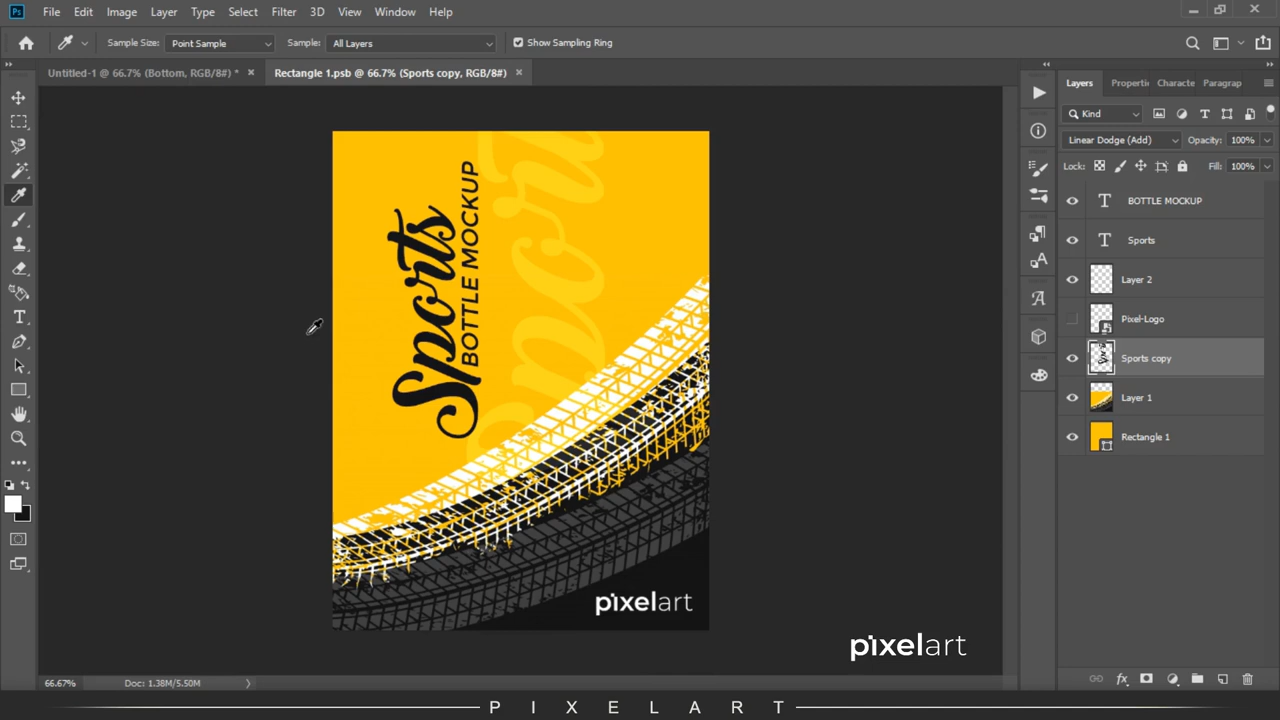 Ps File Edit Image Layer Type Select Filter 3D View Window Help
Sample Size: Point Sample Sample: All Layers Show Sampling Ring
Untitled-1 @ 66.7% (Bottom, RGB/8#) * × Rectangle 1.psb @ 66.7% (Sports copy, RGB/8#) ×
Layers Properti Characte Paragrap
Kind
Linear Dodge (Add) Opacity: 100%
Lock: Fill: 100%
BOTTLE MOCKUP
Sports
Layer 2
Pixel-Logo
Sports copy
Layer 1
Rectangle 1
Sports
BOTTLE MOCKUP
Sport
pixelart
pixelart
66.67% Doc: 1.38M/5.50M
PIXELART